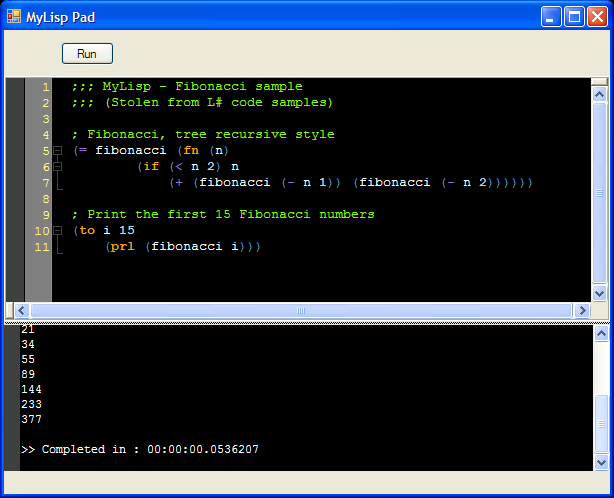 MyLisp Pad
Run
1 ;;; MyLisp - Fibonacci sample
2 ;;; (Stolen from L# code samples)
3
4 ; Fibonacci, tree recursive style
5 (= fibonacci (fn (n)
6 (if (< n 2) n
7 (+ (fibonacci (- n 1)) (fibonacci (- n 2))))))
8
9 ; Print the first 15 Fibonacci numbers
10 (to i 15
11 (prl (fibonacci i)))
21
34
55
89
144
233
377
>> Completed in : 00:00:00.0536207